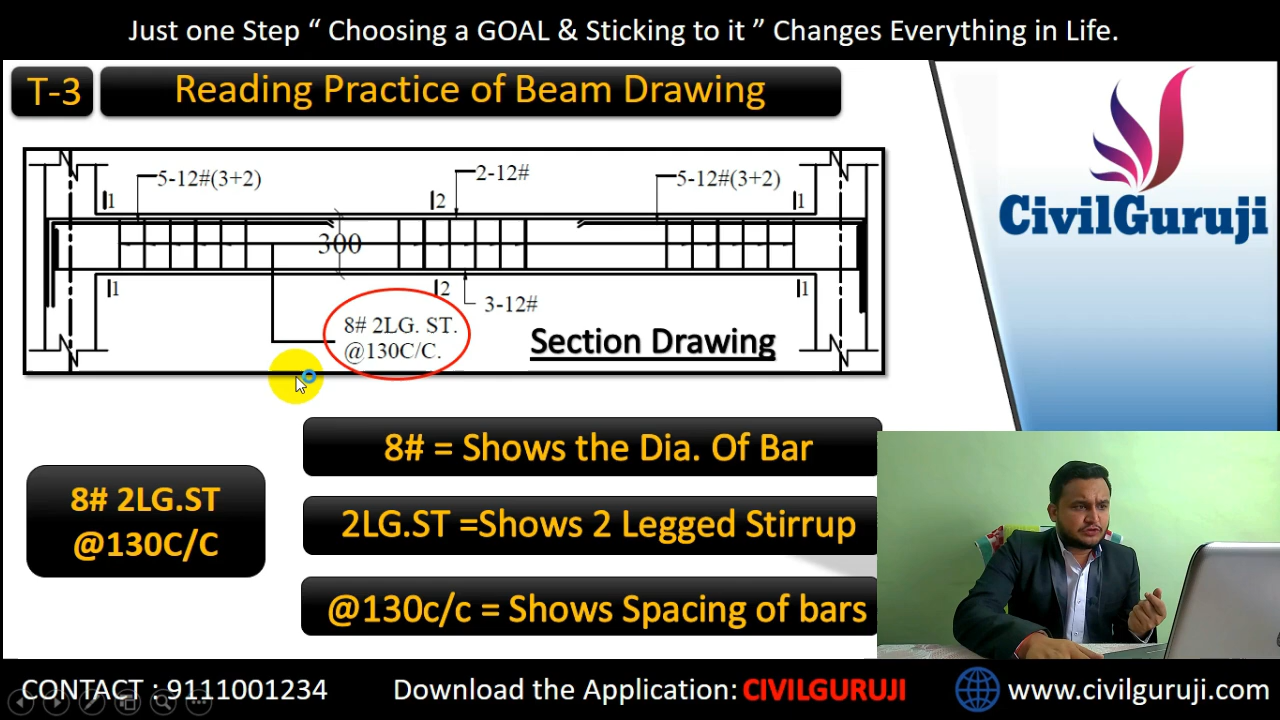 Just one Step “ Choosing a GOAL & Sticking to it ” Changes Everything in Life.
T-3
Reading Practice of Beam Drawing
CivilGuruji
5-12#(3+2)
2-12#
5-12#(3+2)
1
2
1
300
1
2
1
3-12#
8# 2LG. ST.
@130C/C.
Section Drawing
8# 2LG.ST
@130C/C
8# = Shows the Dia. Of Bar
2LG.ST =Shows 2 Legged Stirrup
@130c/c = Shows Spacing of bars
CONTACT : 9111001234
Download the Application: CIVILGURUJI
www.civilguruji.com